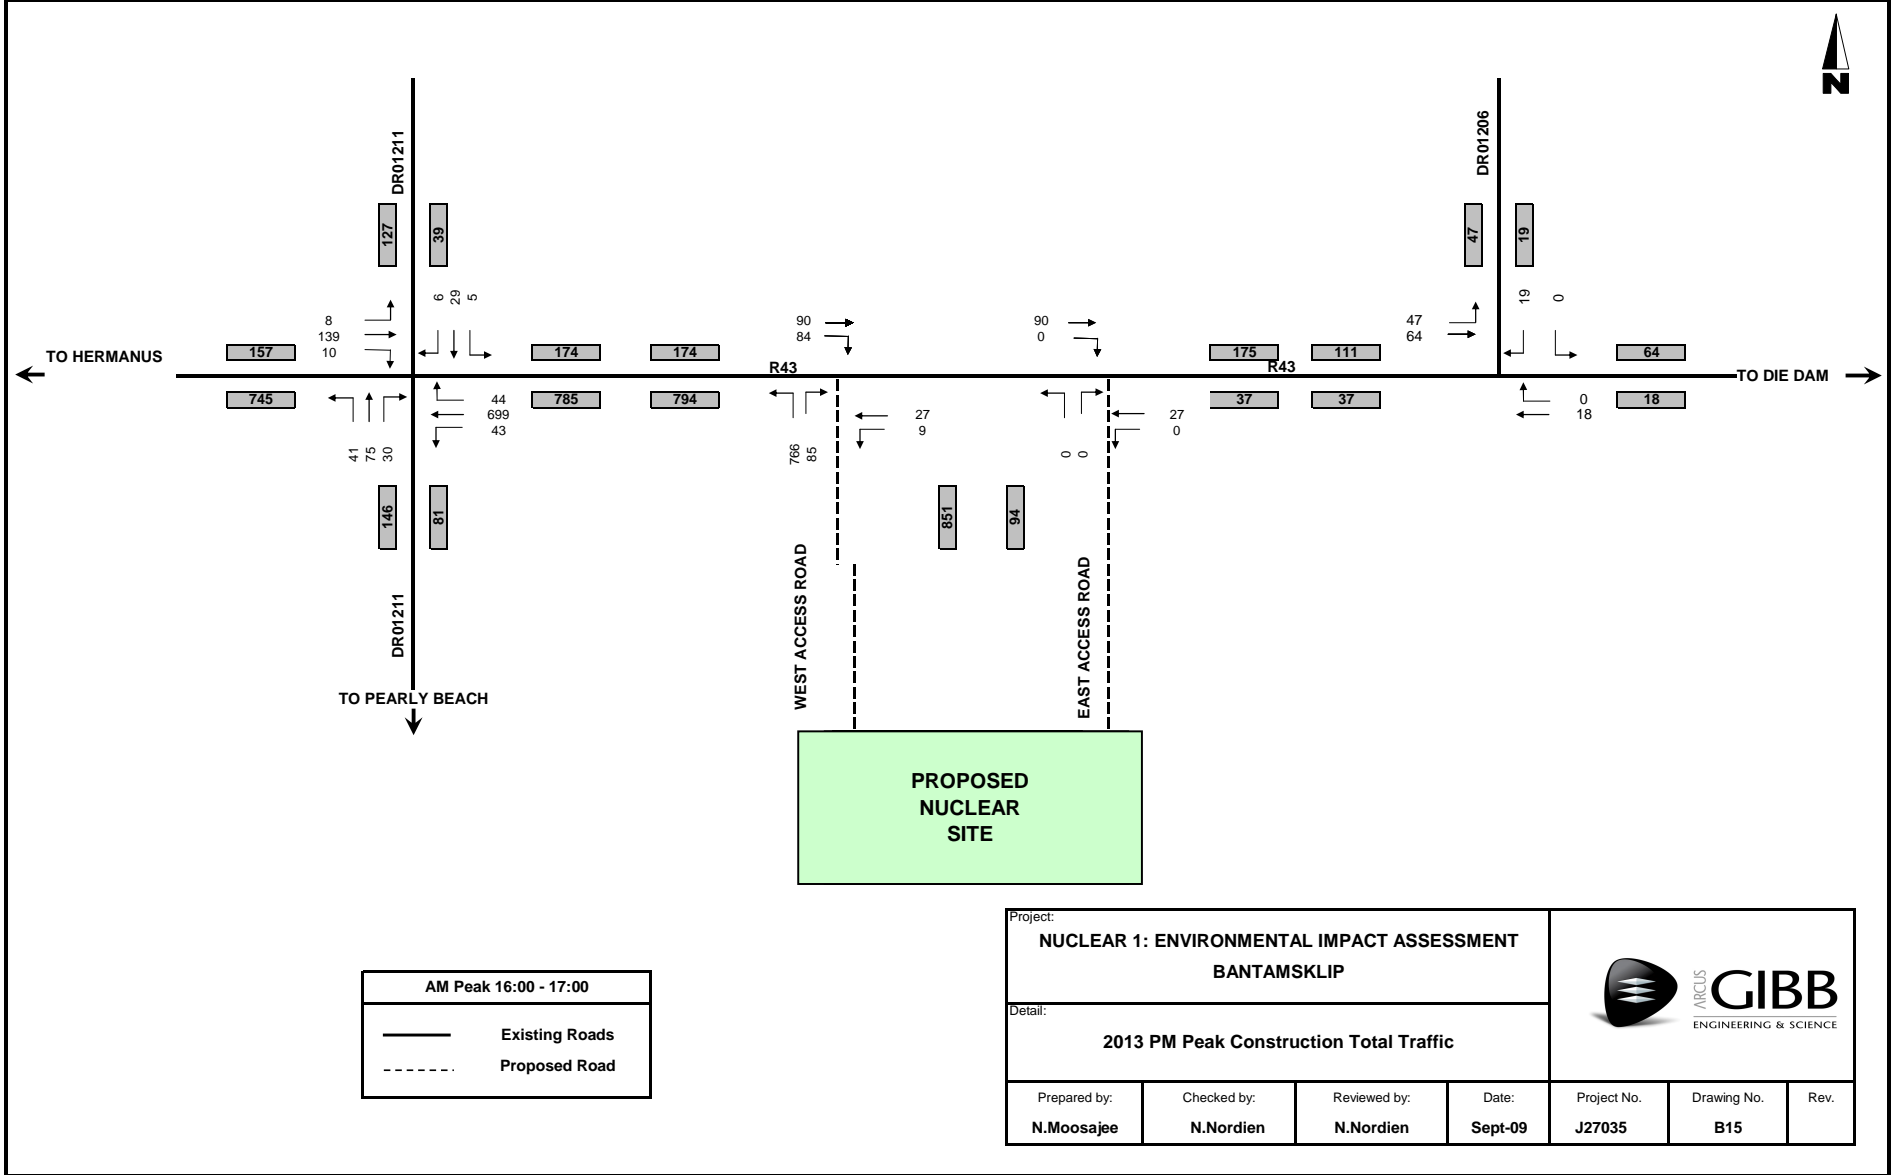 N
DR01211
DR01206
127
39
47
19
6
29
5
19
0
8
139
10
90
84
90
0
47
64
TO HERMANUS
157
174
174
175
111
64
R43
R43
TO DIE DAM
745
785
794
37
37
18
44
699
43
27
9
27
0
0
18
41
75
30
766
85
0
0
146
81
851
94
DR01211
WEST ACCESS ROAD
EAST ACCESS ROAD
TO PEARLY BEACH
PROPOSED
NUCLEAR
SITE
AM Peak 16:00 - 17:00
Existing Roads
Proposed Road
Project:
NUCLEAR 1: ENVIRONMENTAL IMPACT ASSESSMENT
BANTAMSKLIP
Detail:
2013 PM Peak Construction Total Traffic
ARCUS
GIBB
ENGINEERING & SCIENCE
Prepared by: Checked by: Reviewed by: Date: Project No. Drawing No. Rev.
N.Moosajee N.Nordien N.Nordien Sept-09 J27035 B15